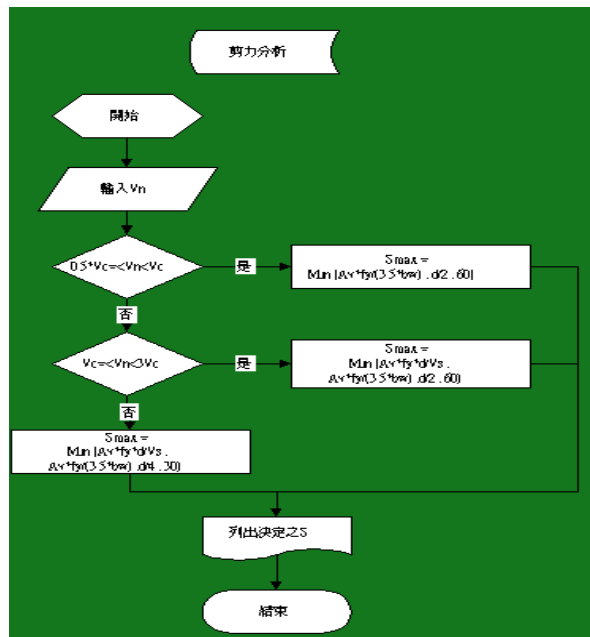 剪力分析
開始
輸入Vn
0.5*Vc=<Vn<Vc
是
Smax =
Min {Av*fy/(3.5*bw) , d/2 , 60}
否
Vc=<Vn<3Vc
是
Smax =
Min {Av*fy*d/Vs ,
Av*fy/(3.5*bw) , d/2 , 60}
否
Smax =
Min {Av*fy*d/Vs ,
Av*fy/(3.5*bw) , d/4 , 30}
列出決定之S
結束